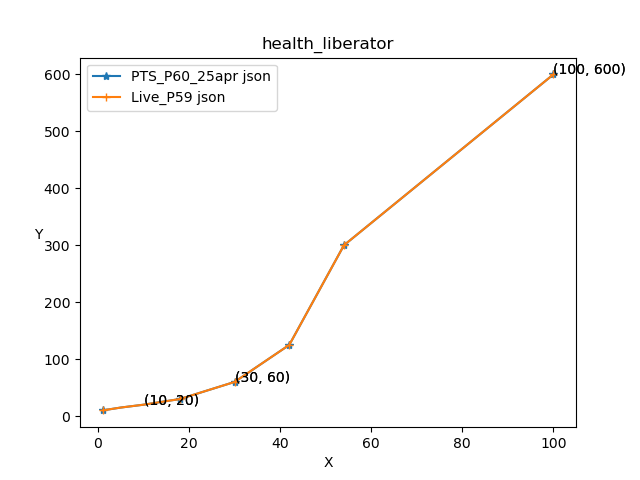 health_liberator
PTS_P60_25apr json
Live_P59 json
(100, 600)
(30, 60)
(10, 20)
600
500
400
300
200
100
0
Y
0 20 40 60 80 100
X